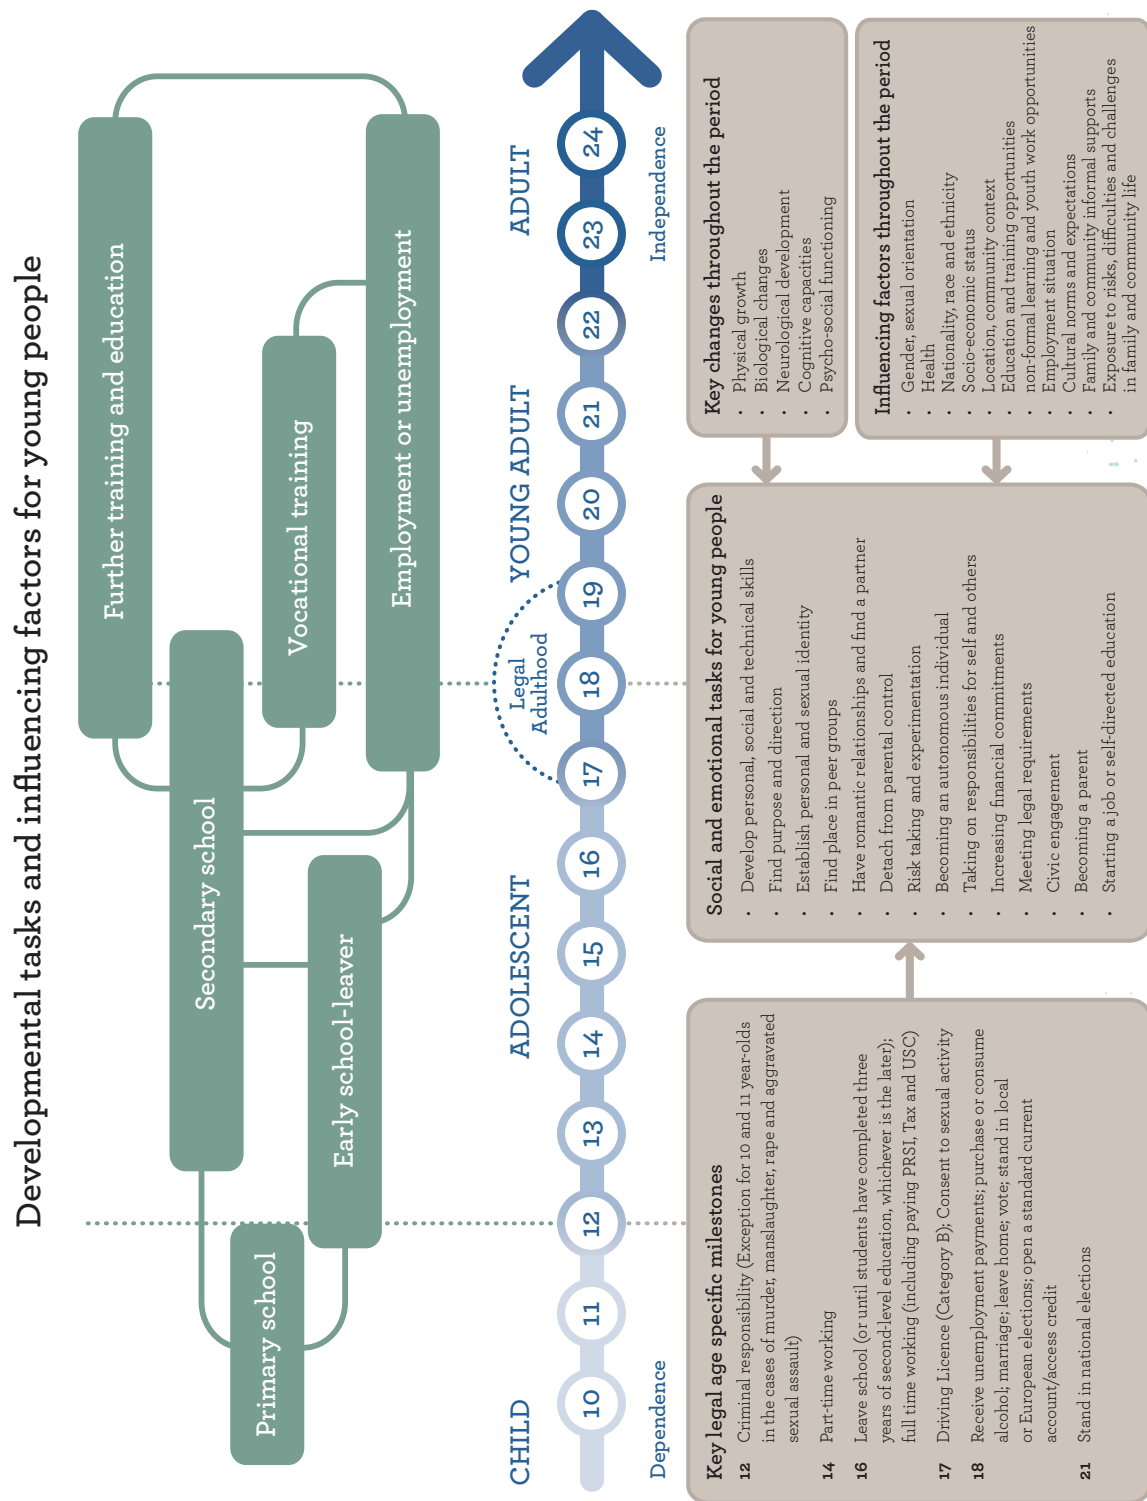 Developmental tasks and influencing factors for young people
Further training and education
Secondary school
Primary school
Vocational training
Early school-leaver
Employment or unemployment
CHILD
ADOLESCENT
YOUNG ADULT
ADULT
Legal
Adulthood
10
11
12
13
14
15
16
17
18
19
20
21
22
23
24
Dependence
Independence
Key legal age specific milestones
12 Criminal responsibility (Exception for 10 and 11 year-olds
in the cases of murder, manslaughter, rape and aggravated
sexual assault)
14 Part-time working
16 Leave school (or until students have completed three
years of second-level education, whichever is the later);
full time working (including paying PRSI, Tax and USC)
17 Driving Licence (Category B); Consent to sexual activity
18 Receive unemployment payments; purchase or consume
alcohol; marriage; leave home; vote; stand in local
or European elections; open a standard current
account/access credit
21 Stand in national elections
Social and emotional tasks for young people
• Develop personal, social and technical skills
• Find purpose and direction
• Establish personal and sexual identity
• Find place in peer groups
• Have romantic relationships and find a partner
• Detach from parental control
• Risk taking and experimentation
• Becoming an autonomous individual
• Taking on responsibilities for self and others
• Increasing financial commitments
• Meeting legal requirements
• Civic engagement
• Becoming a parent
• Starting a job or self-directed education
Key changes throughout the period
• Physical growth
• Biological changes
• Neurological development
• Cognitive capacities
• Psycho-social functioning
Influencing factors throughout the period
• Gender, sexual orientation
• Health
• Nationality, race and ethnicity
• Socio-economic status
• Location, community context
• Education and training opportunities
• non-formal learning and youth work opportunities
• Employment situation
• Cultural norms and expectations
• Family and community informal supports
• Exposure to risks, difficulties and challenges
in family and community life